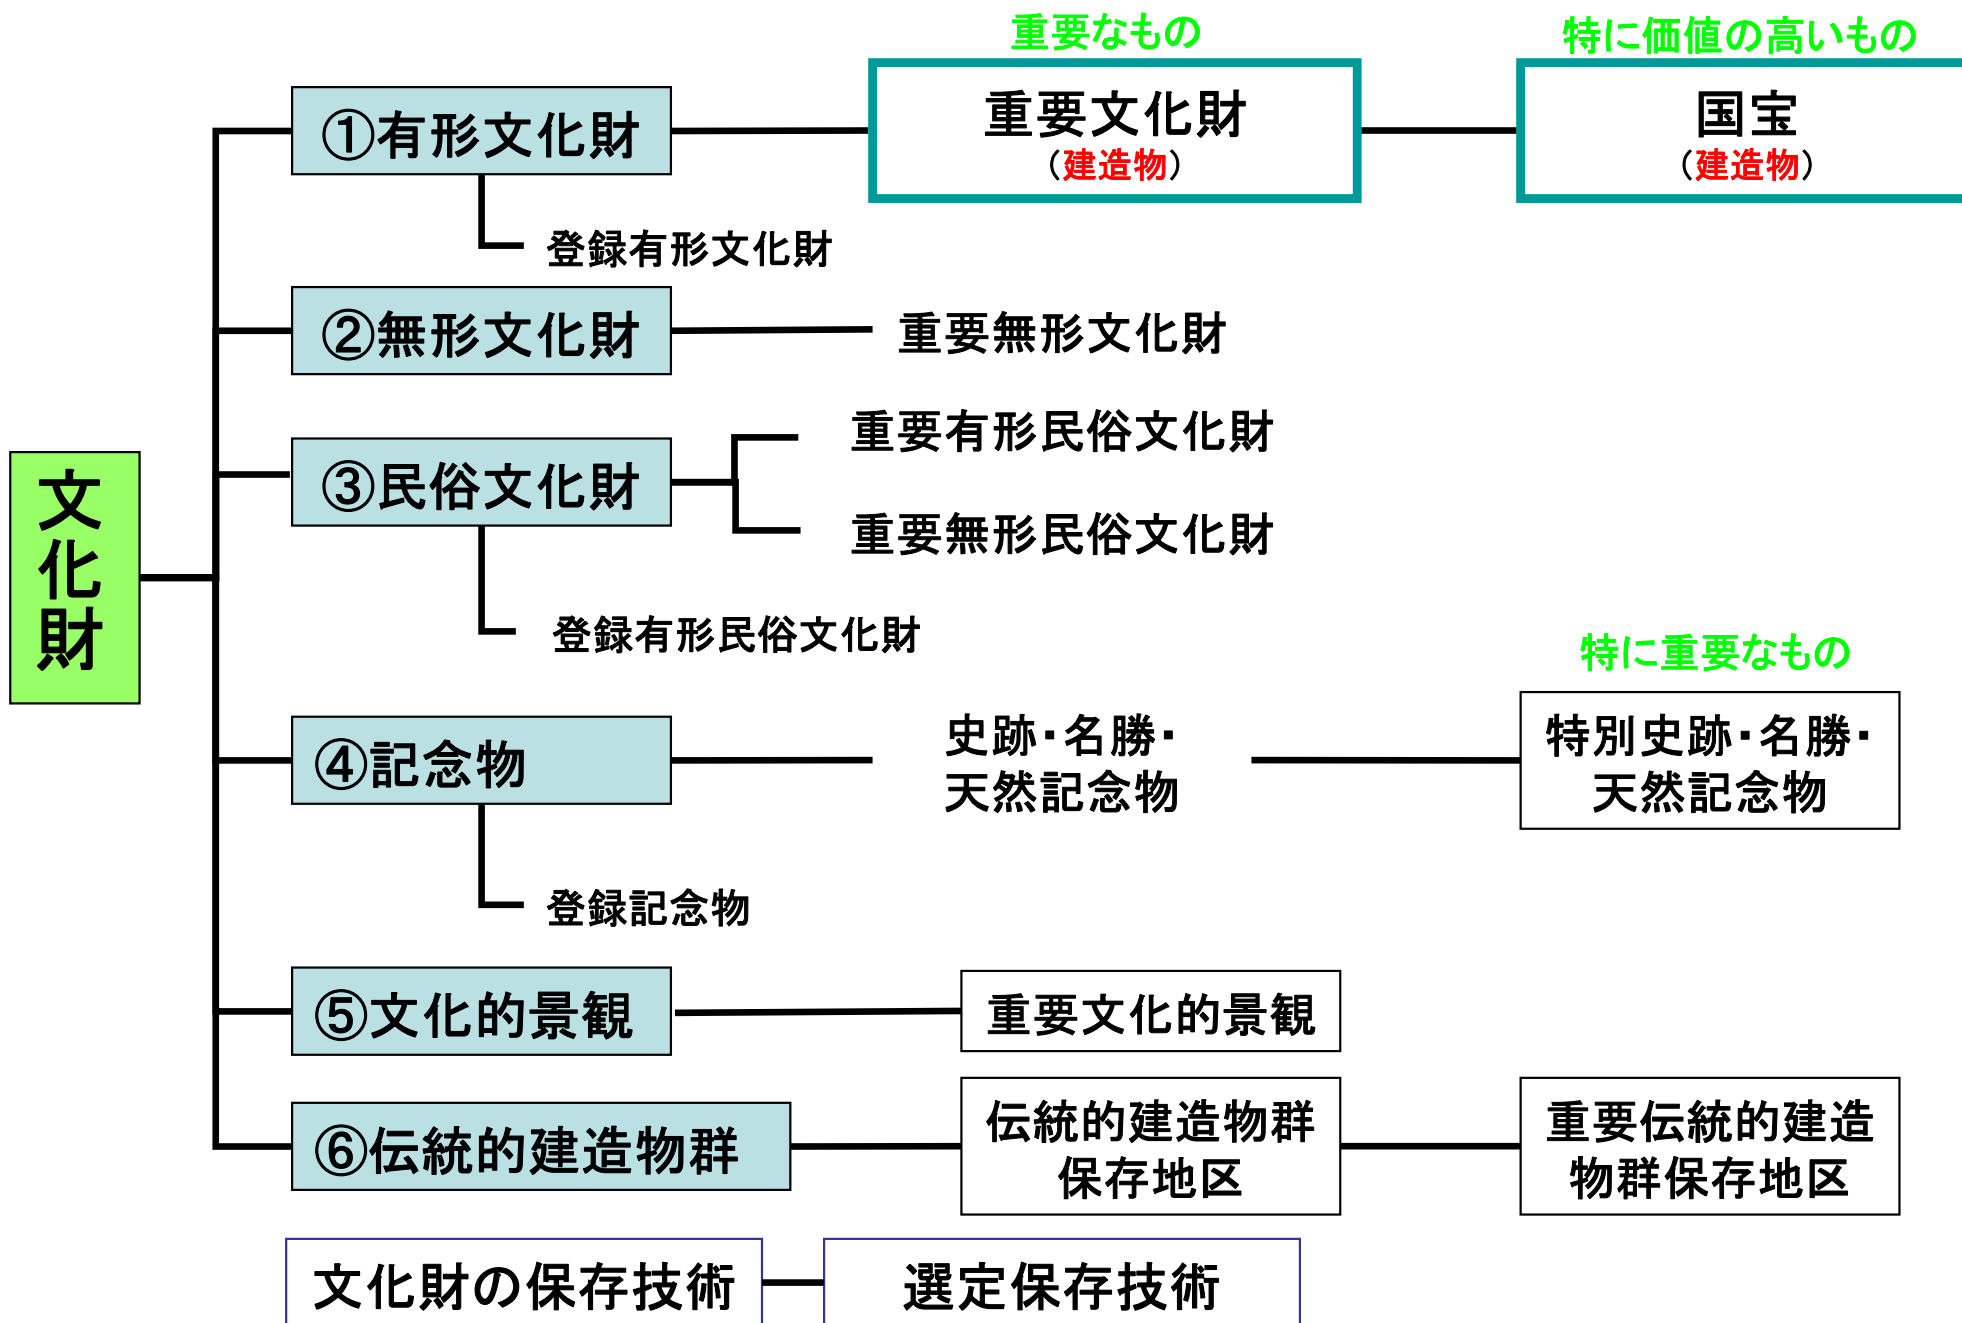 重要なもの
特に価値の高いもの
①有形文化財
重要文化財
(建造物)
国宝
(建造物)
登録有形文化財
②無形文化財
重要無形文化財
文化財
③民俗文化財
重要有形民俗文化財
重要無形民俗文化財
登録有形民俗文化財
特に重要なもの
④記念物
史跡・名勝・
天然記念物
特別史跡・名勝・
天然記念物
登録記念物
⑤文化的景観
重要文化的景観
⑥伝統的建造物群
伝統的建造物群
保存地区
重要伝統的建造
物群保存地区
文化財の保存技術
選定保存技術